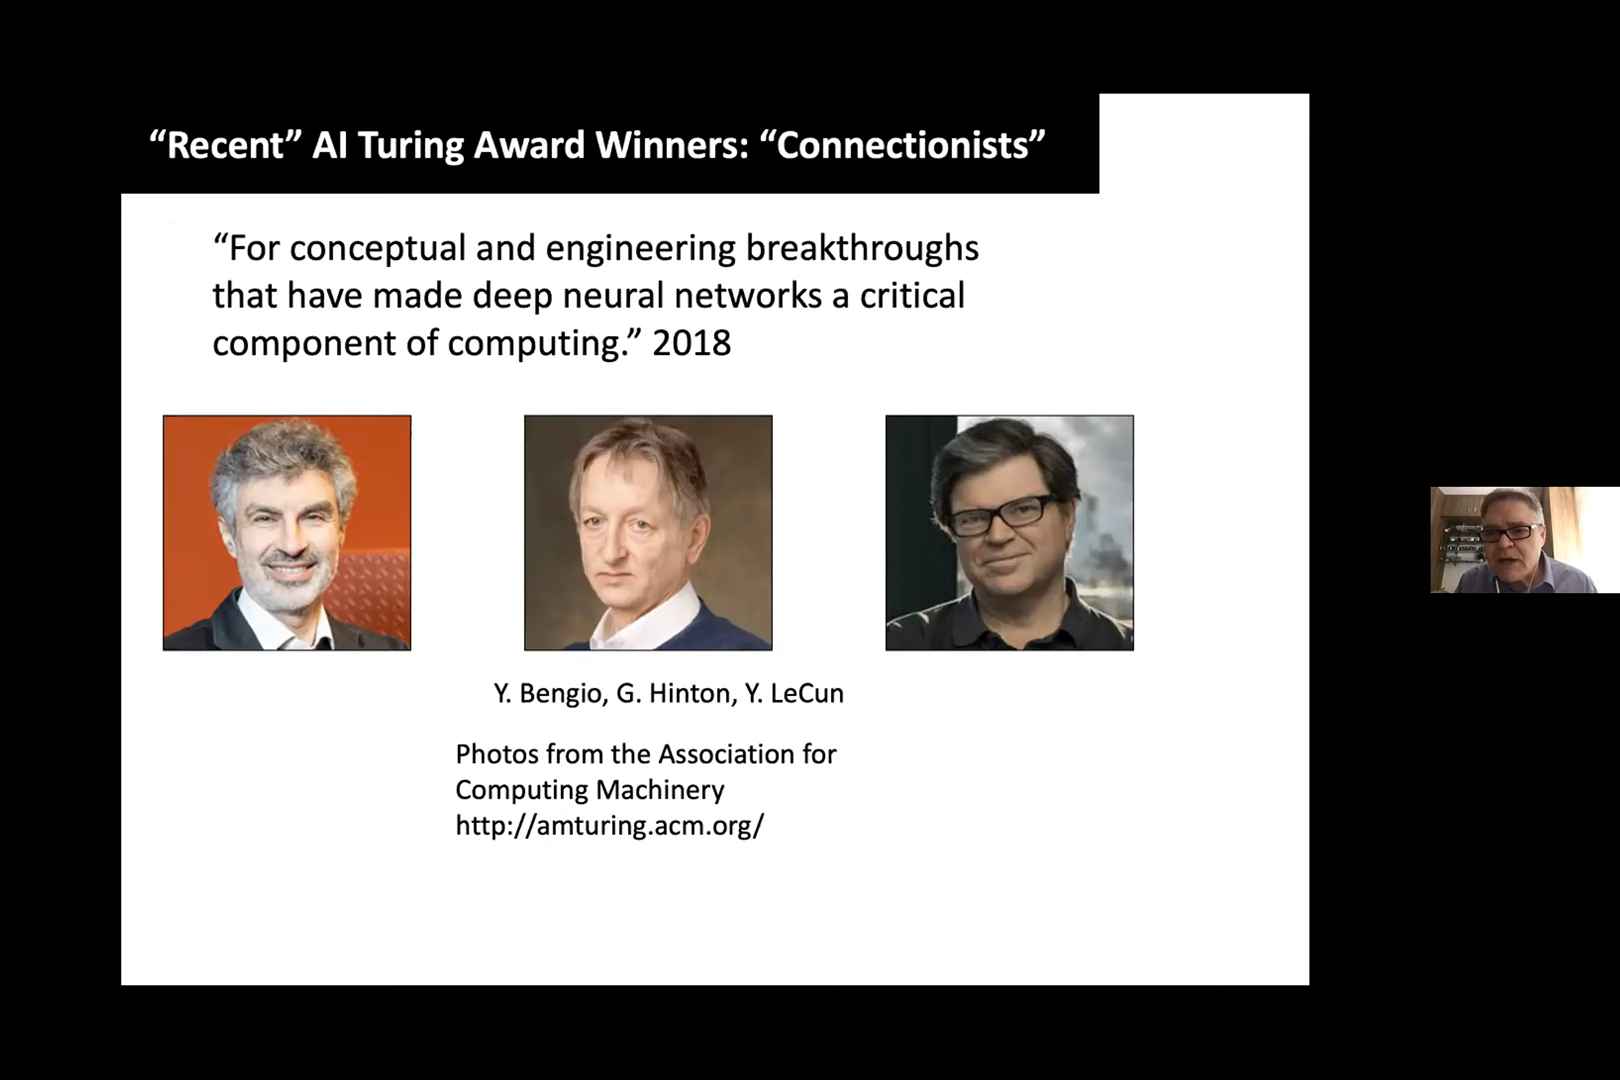 “Recent” AI Turing Award Winners: “Connectionists”
“For conceptual and engineering breakthroughs
that have made deep neural networks a critical
component of computing.” 2018
Y. Bengio, G. Hinton, Y. LeCun
Photos from the Association for
Computing Machinery
http://amturing.acm.org/